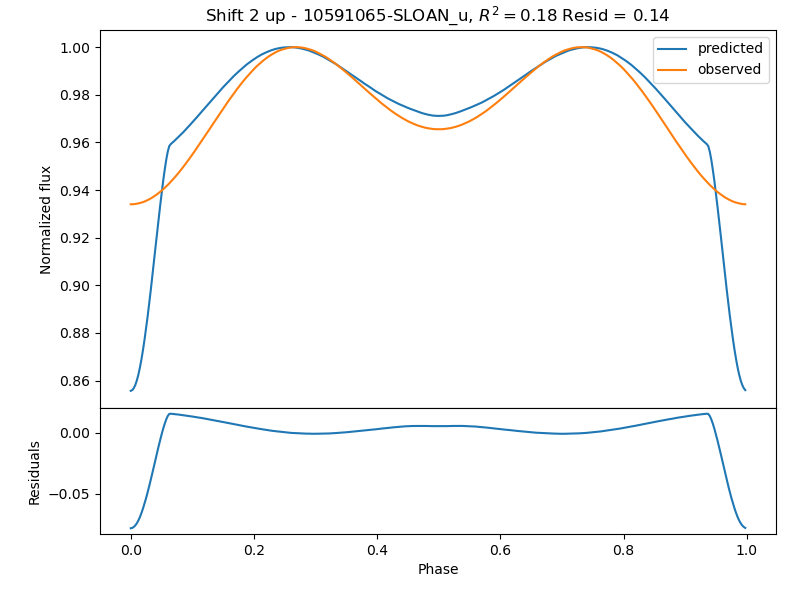 Shift 2 up - 10591065-SLOAN_u, R² = 0.18 Resid = 0.14
predicted
observed
Normalized flux
1.00
0.98
0.96
0.94
0.92
0.90
0.88
0.86
Residuals
0.00
−0.05
0.0
0.2
0.4
0.6
0.8
1.0
Phase